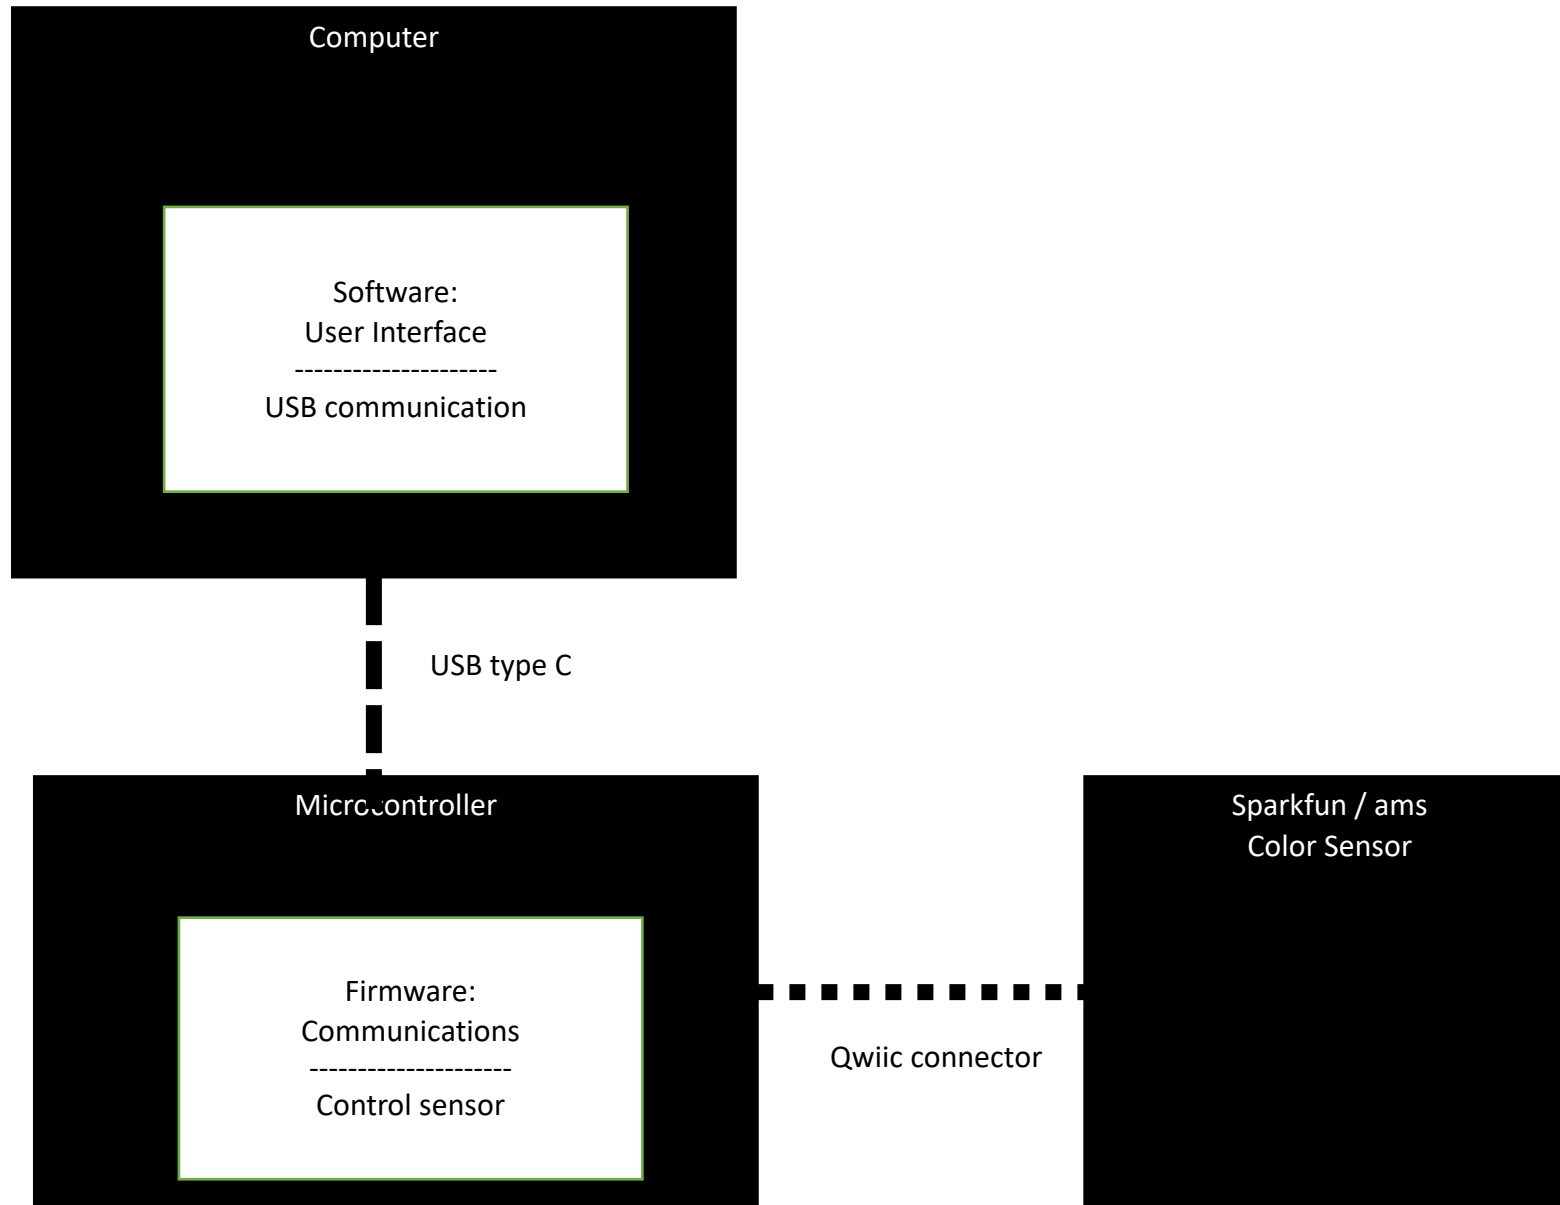 Computer
Software:
User Interface
---------------------
USB communication
USB type C
Microcontroller
Firmware:
Communications
---------------------
Control sensor
Qwiic connector
Sparkfun / ams
Color Sensor